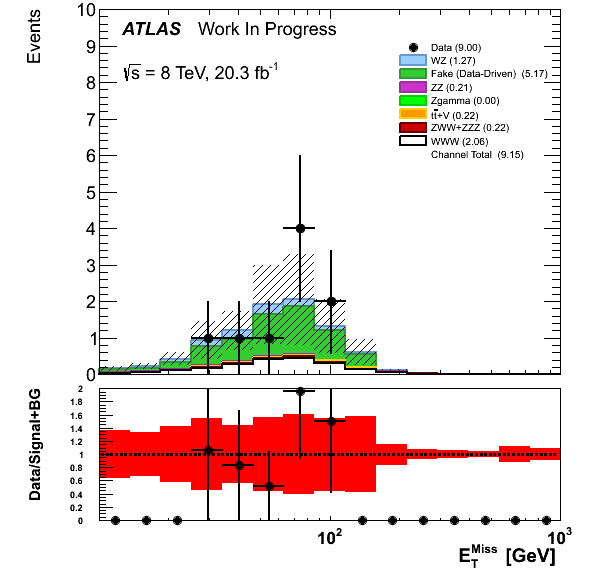 Events
10
9
8
7
6
5
4
3
2
1
0
ATLAS Work In Progress
√s = 8 TeV, 20.3 fb⁻¹
Data (9.00)
WZ (1.27)
Fake (Data-Driven) (5.17)
ZZ (0.21)
Zgamma (0.00)
tt̄+V (0.22)
ZWW+ZZZ (0.22)
WWW (2.06)
Channel Total (9.15)
Data/Signal+BG
2
1.8
1.6
1.4
1.2
1
0.8
0.6
0.4
0.2
0
10²
10³
E_T^Miss [GeV]